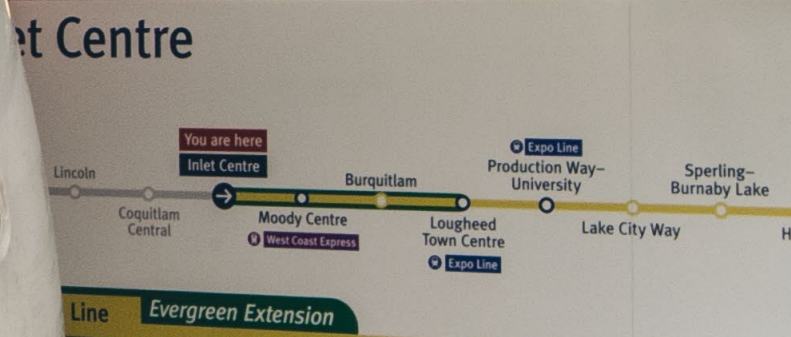 et Centre
You are here
Inlet Centre
Lincoln
Coquitlam
Central
Moody Centre
West Coast Express
Burquitlam
Lougheed
Town Centre
Expo Line
Expo Line
Production Way–
University
Lake City Way
Sperling–
Burnaby Lake
H
Line
Evergreen Extension